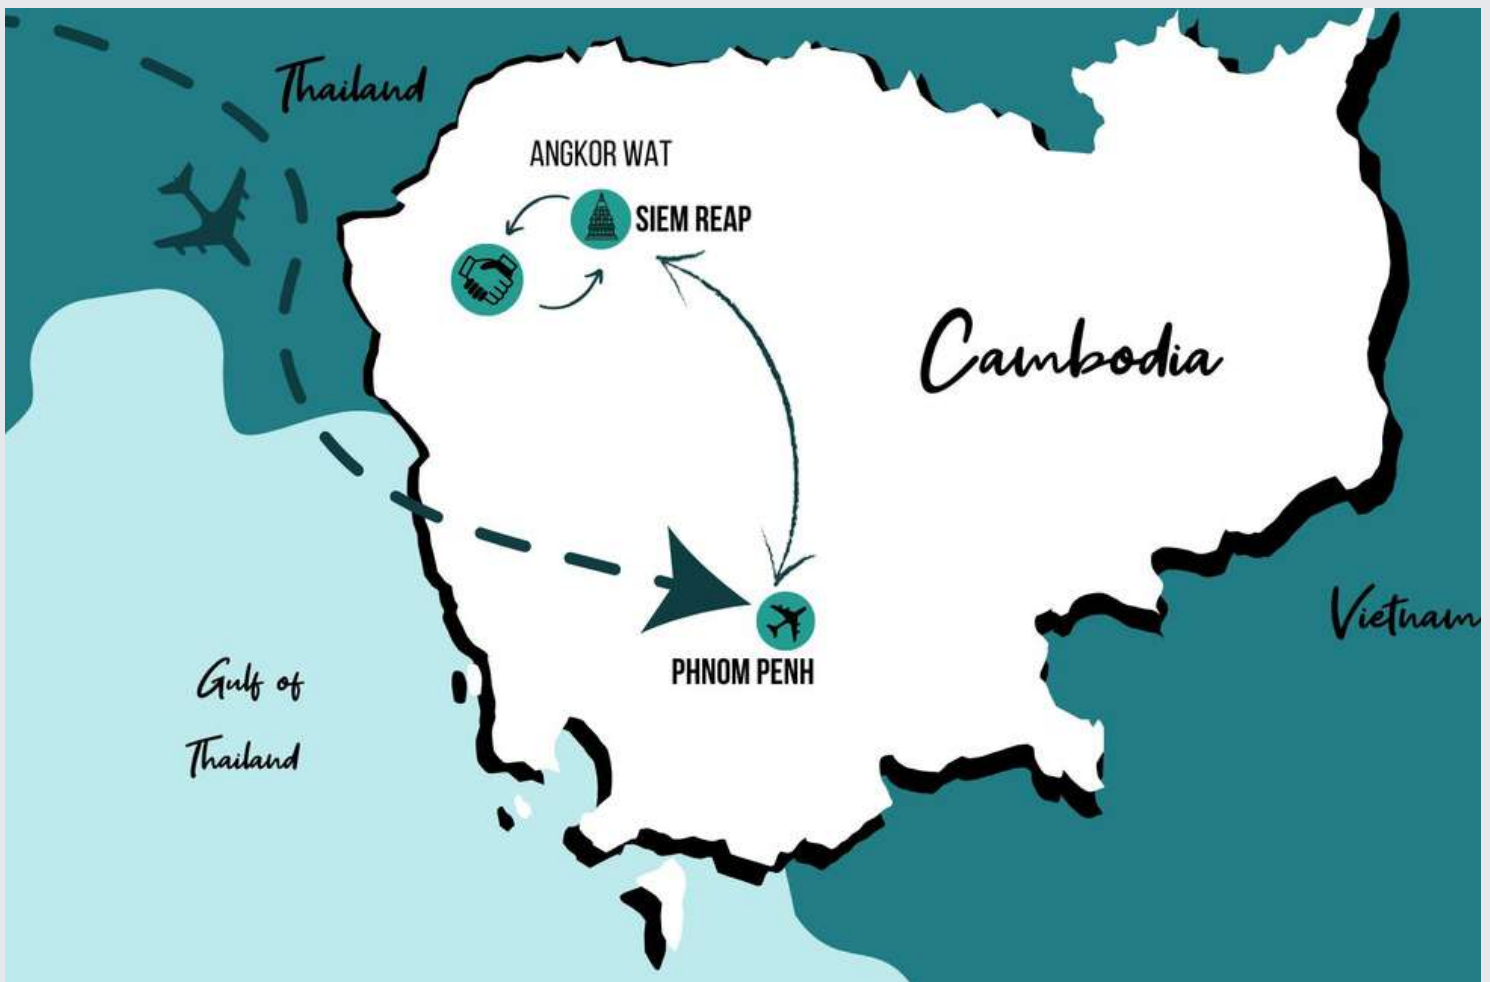 Thailand
ANGKOR WAT
SIEM REAP
Cambodia
Vietnam
PHNOM PENH
Gulf of
Thailand